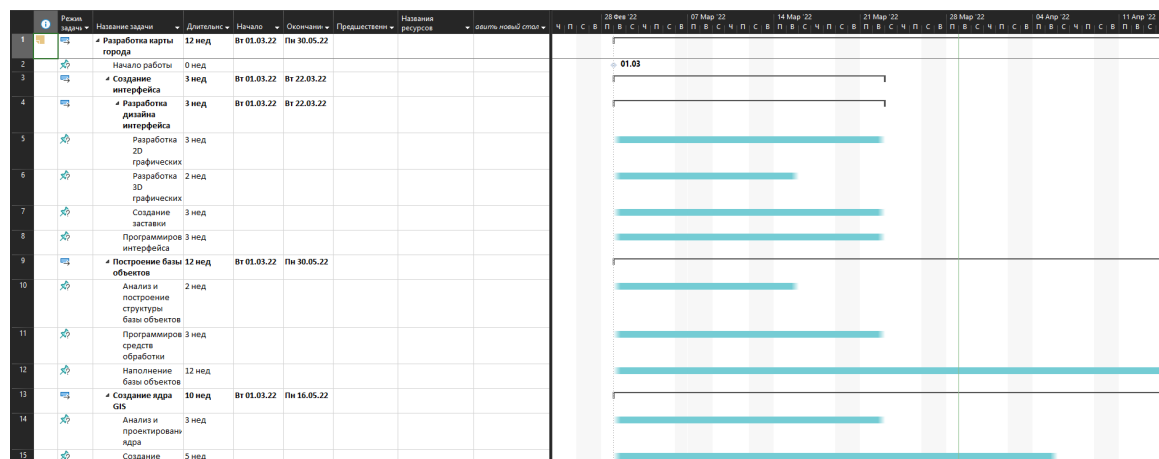 Режим задачи Название задачи Длительнс Начало Окончани Предшественн Названия ресурсов авить новый стол
28 Фев '22 07 Мар '22 14 Мар '22 21 Мар '22 28 Мар '22 04 Апр '22 11 Апр '22
Ч П С В П В С Ч П С В П В С Ч П С В П В С Ч П С В П В С Ч П С В П В С Ч П С В П В С Ч П С В П В С
1 Разработка карты города 12 нед Вт 01.03.22 Пн 30.05.22
2 Начало работы 0 нед 01.03
3 Создание интерфейса 3 нед Вт 01.03.22 Вт 22.03.22
4 Разработка дизайна интерфейса 3 нед Вт 01.03.22 Вт 22.03.22
5 Разработка 2D графических 3 нед
6 Разработка 3D графических 2 нед
7 Создание заставки 3 нед
8 Программиров интерфейса 3 нед
9 Построение базы объектов 12 нед Вт 01.03.22 Пн 30.05.22
10 Анализ и построение структуры базы объектов 2 нед
11 Программиров средств обработки 3 нед
12 Наполнение базы объектов 12 нед
13 Создание ядра GIS 10 нед Вт 01.03.22 Пн 16.05.22
14 Анализ и проектировани ядра 3 нед
15 Создание 5 нед